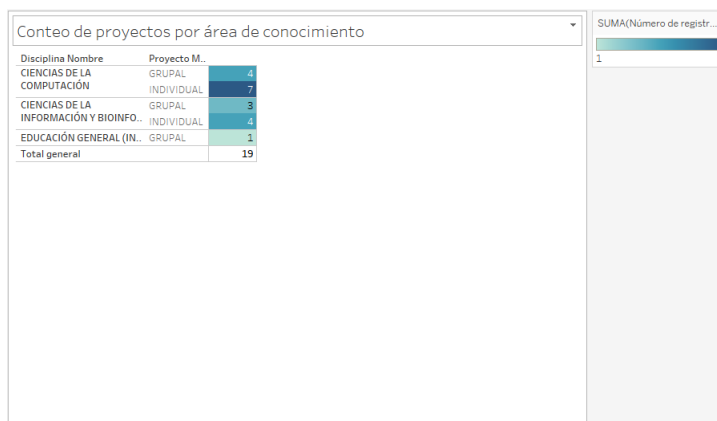 Conteo de proyectos por área de conocimiento
SUMA(Número de registr...
1
Disciplina Nombre Proyecto M..
CIENCIAS DE LA COMPUTACIÓN GRUPAL 4
INDIVIDUAL 7
CIENCIAS DE LA INFORMACIÓN Y BIOINFO.. GRUPAL 3
INDIVIDUAL 4
EDUCACIÓN GENERAL (IN.. GRUPAL 1
Total general 19